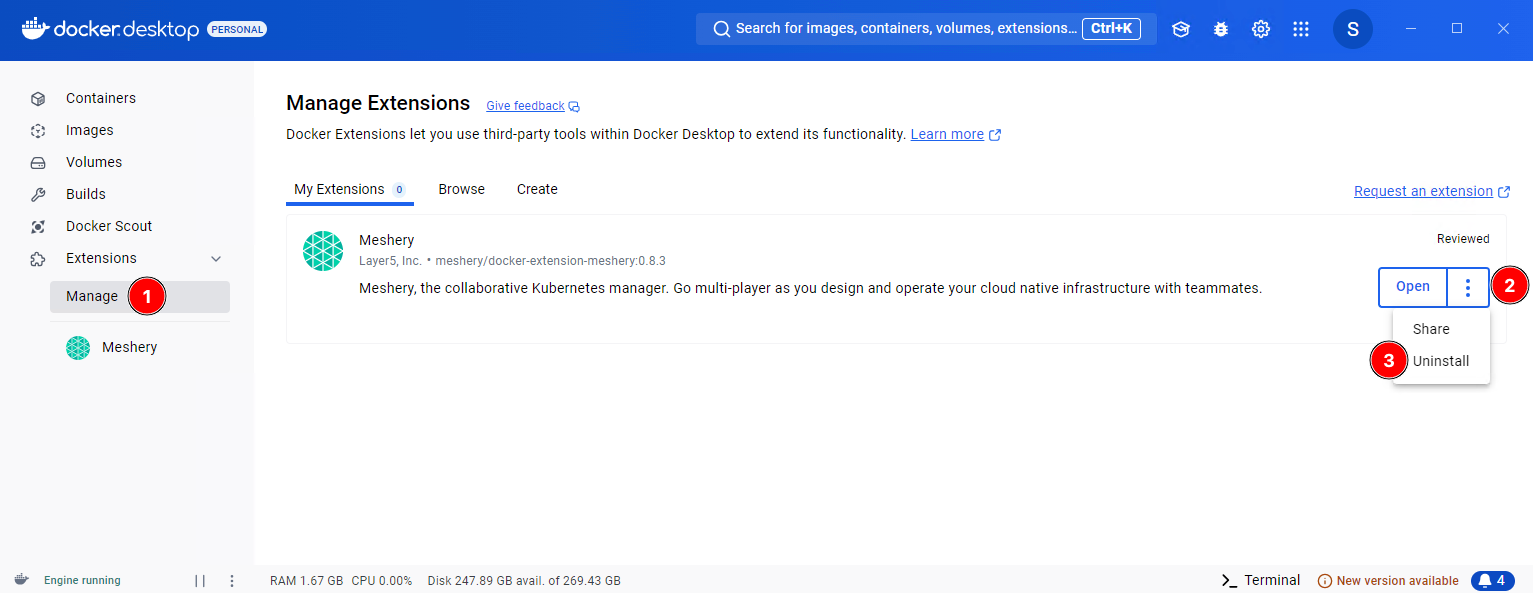 docker.desktop PERSONAL
Search for images, containers, volumes, extensions... Ctrl+K
S
Containers
Images
Volumes
Builds
Docker Scout
Extensions
Manage 1
Meshery
Manage Extensions Give feedback
Docker Extensions let you use third-party tools within Docker Desktop to extend its functionality. Learn more
My Extensions 0 Browse Create
Request an extension
Meshery
Reviewed
Layer5, Inc. • meshery/docker-extension-meshery:0.8.3
Meshery, the collaborative Kubernetes manager. Go multi-player as you design and operate your cloud native infrastructure with teammates.
Open 2
Share
3 Uninstall
Engine running RAM 1.67 GB CPU 0.00% Disk 247.89 GB avail. of 269.43 GB Terminal New version available 4